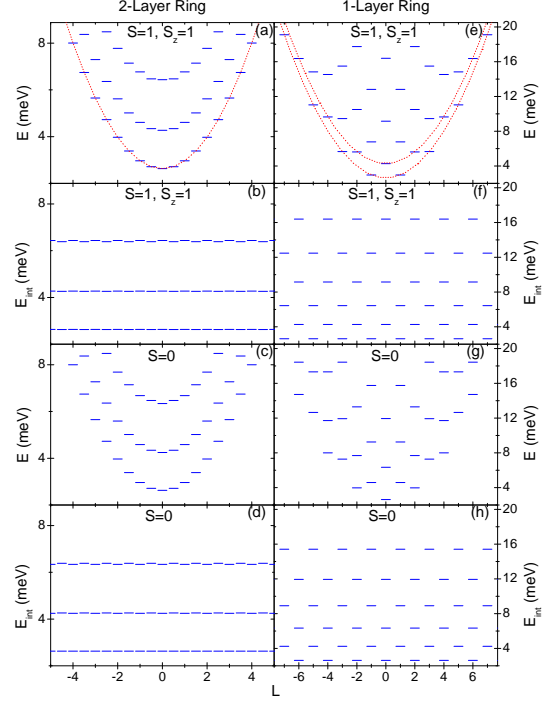 2-Layer Ring 1-Layer Ring
S=1, S_z=1 (a) S=1, S_z=1 (e)
8 4 E (meV)
20 16 12 8 4 E (meV)
(b) S=1, S_z=1 S=1, S_z=1 (f)
8 4 E_int (meV)
20 16 12 8 4 E_int (meV)
S=0 (c) S=0 (g)
8 4 E (meV)
20 16 12 8 4 E (meV)
S=0 (d) S=0 (h)
8 4 E_int (meV)
20 16 12 8 4 E_int (meV)
-4 -2 0 2 4 -6 -4 -2 0 2 4 6
L